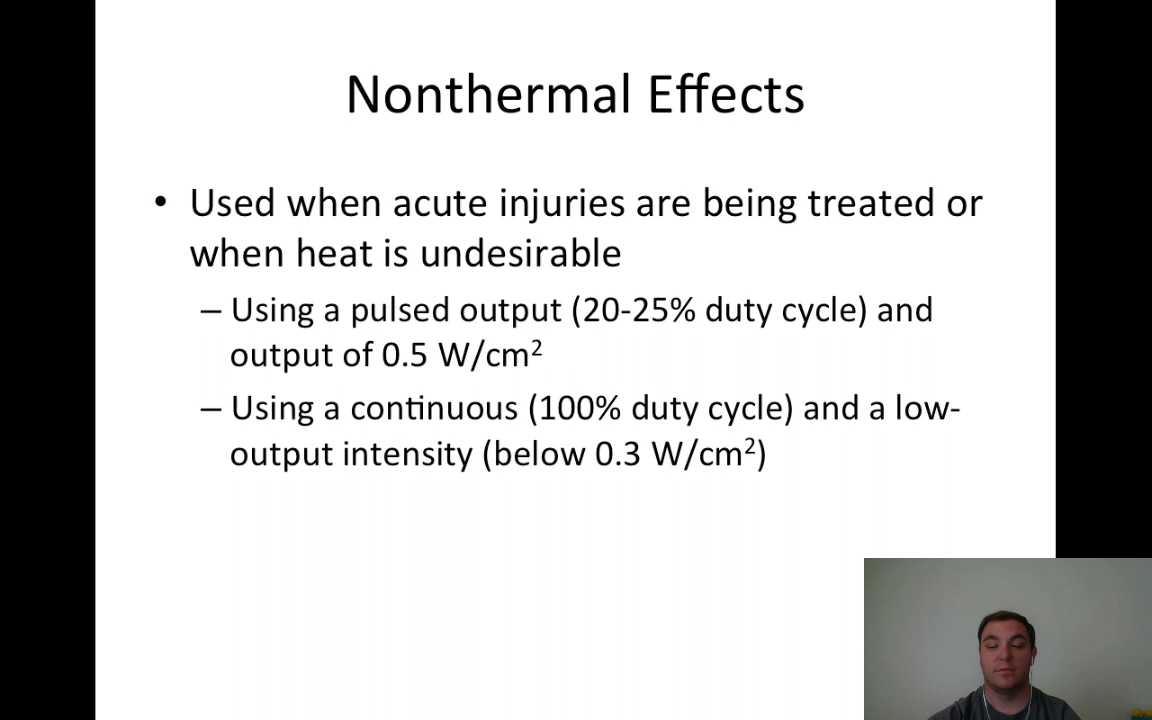 Nonthermal Effects
• Used when acute injuries are being treated or
when heat is undesirable
– Using a pulsed output (20-25% duty cycle) and
output of 0.5 W/cm²
– Using a continuous (100% duty cycle) and a low-
output intensity (below 0.3 W/cm²)